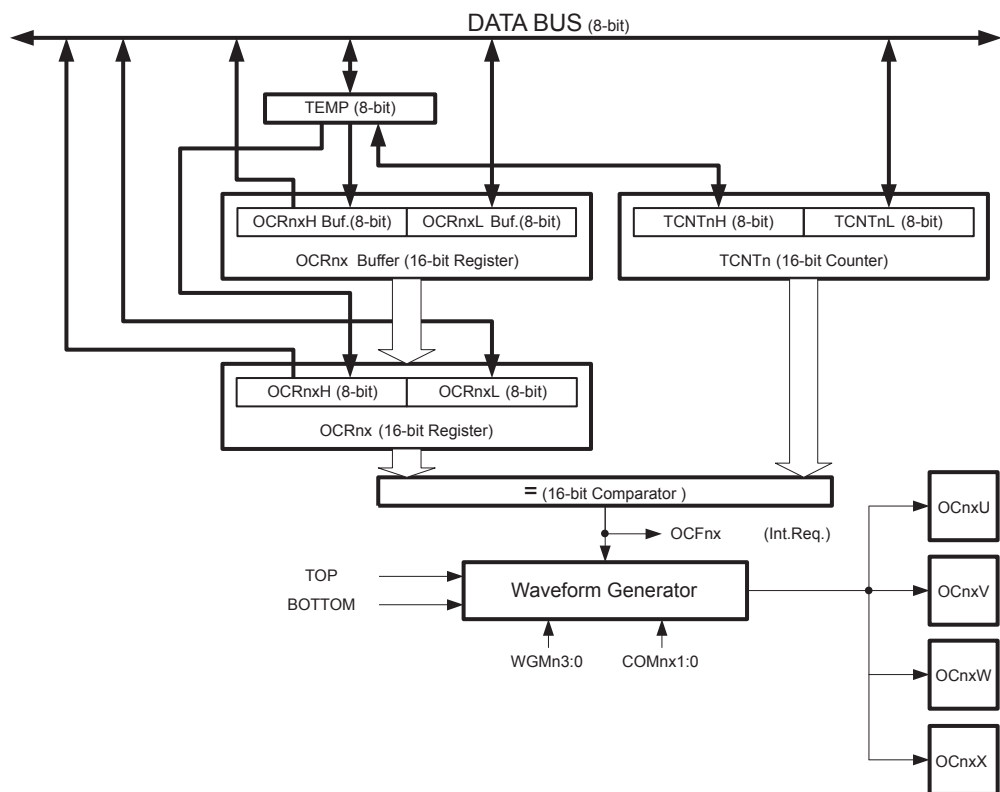 DATA BUS (8-bit)
TEMP (8-bit)
OCRnxH Buf.(8-bit) OCRnxL Buf.(8-bit) TCNTnH (8-bit) TCNTnL (8-bit)
OCRnx Buffer (16-bit Register) TCNTn (16-bit Counter)
OCRnxH (8-bit) OCRnxL (8-bit)
OCRnx (16-bit Register)
= (16-bit Comparator )
OCFnx (Int.Req.)
OCnxU
TOP
Waveform Generator
BOTTOM
OCnxV
WGMn3:0 COMnx1:0
OCnxW
OCnxX